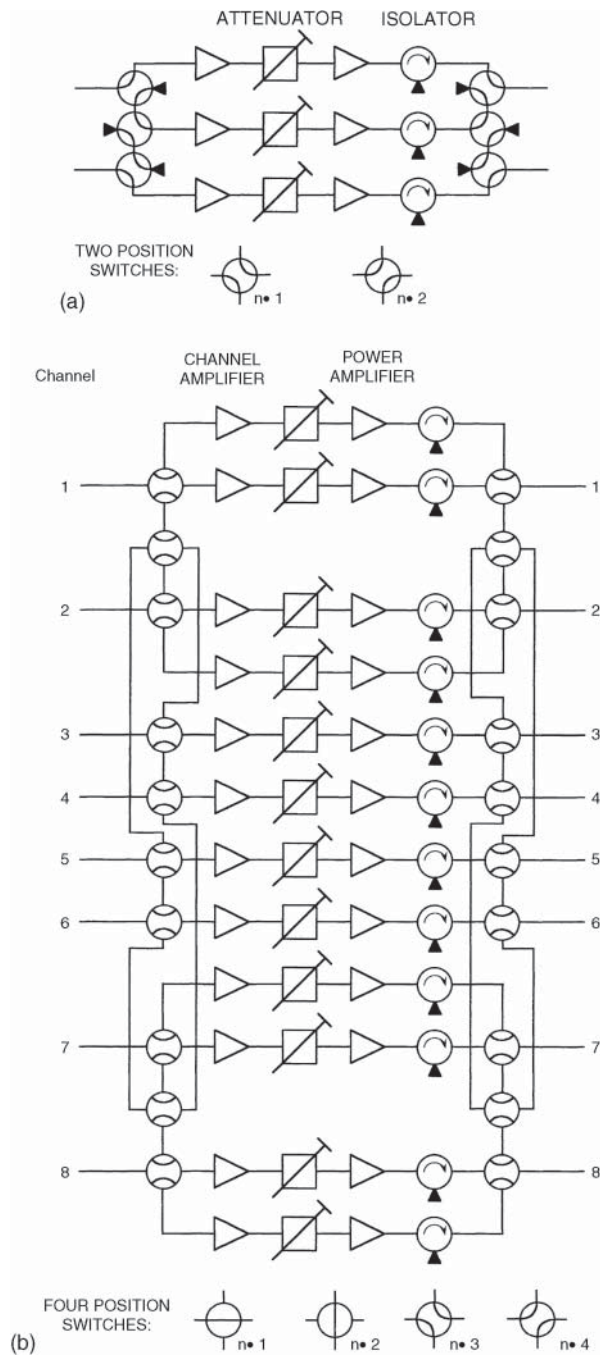 ATTENUATOR ISOLATOR
TWO POSITION
SWITCHES:
n• 1 n• 2
(a)
Channel
CHANNEL
AMPLIFIER
POWER
AMPLIFIER
1 1
2 2
3 3
4 4
5 5
6 6
7 7
8 8
FOUR POSITION
SWITCHES:
n• 1 n• 2 n• 3 n• 4
(b)